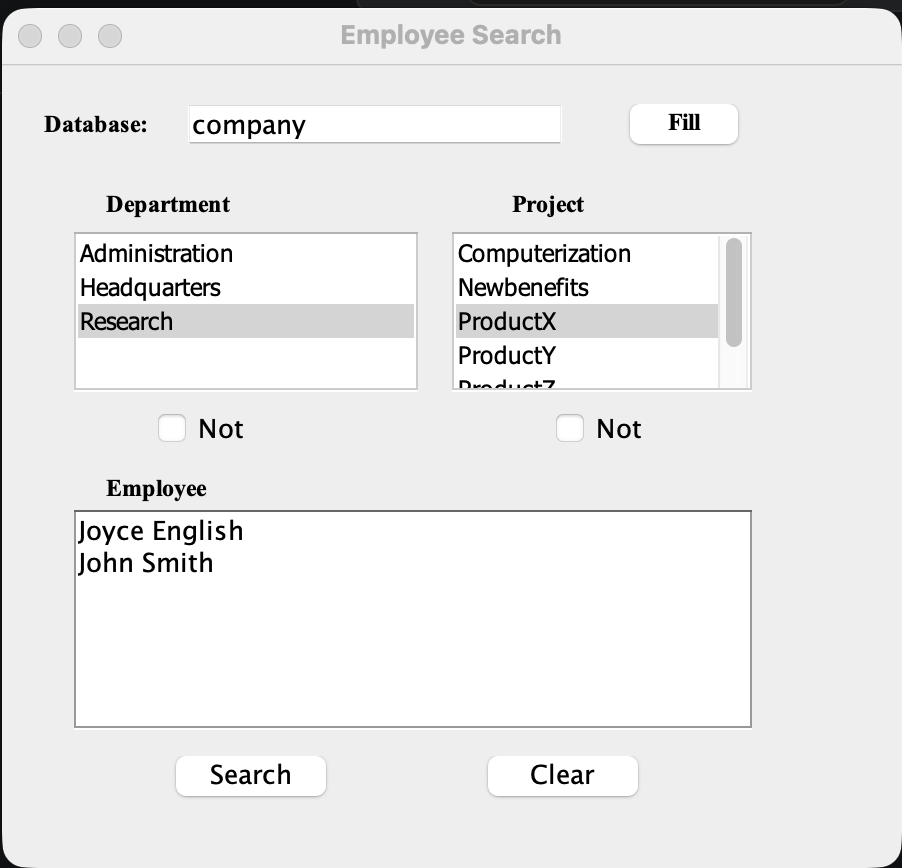 Employee Search
Database: company Fill
Department Project
Administration Computerization
Headquarters Newbenefits
Research ProductX
ProductY
ProductZ
Not Not
Employee
Joyce English
John Smith
Search Clear